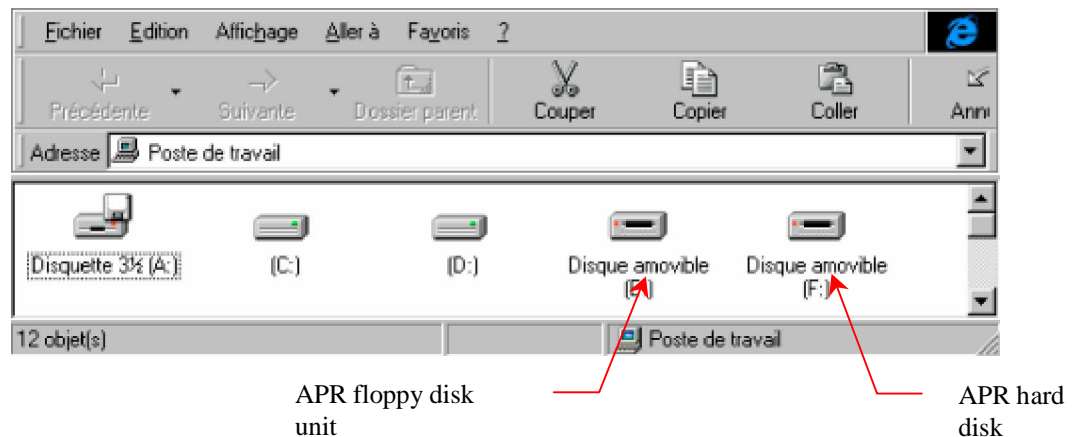 Fichier Edition Affichage Aller à Favoris ?
Précédente Suivante Dossier parent Couper Copier Coller Annu
Adresse Poste de travail
Disquette 3½ (A:) (C:) (D:) Disque amovible (E:) Disque amovible (F:)
12 objet(s) Poste de travail
APR floppy disk
unit
APR hard
disk